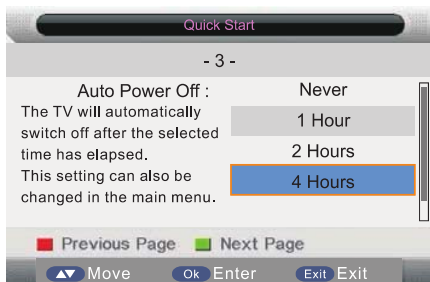 Quick Start
- 3 -
Auto Power Off :
The TV will automatically
switch off after the selected
time has elapsed.
This setting can also be
changed in the main menu.
Never
1 Hour
2 Hours
4 Hours
Previous Page Next Page
Move Ok Enter Exit Exit